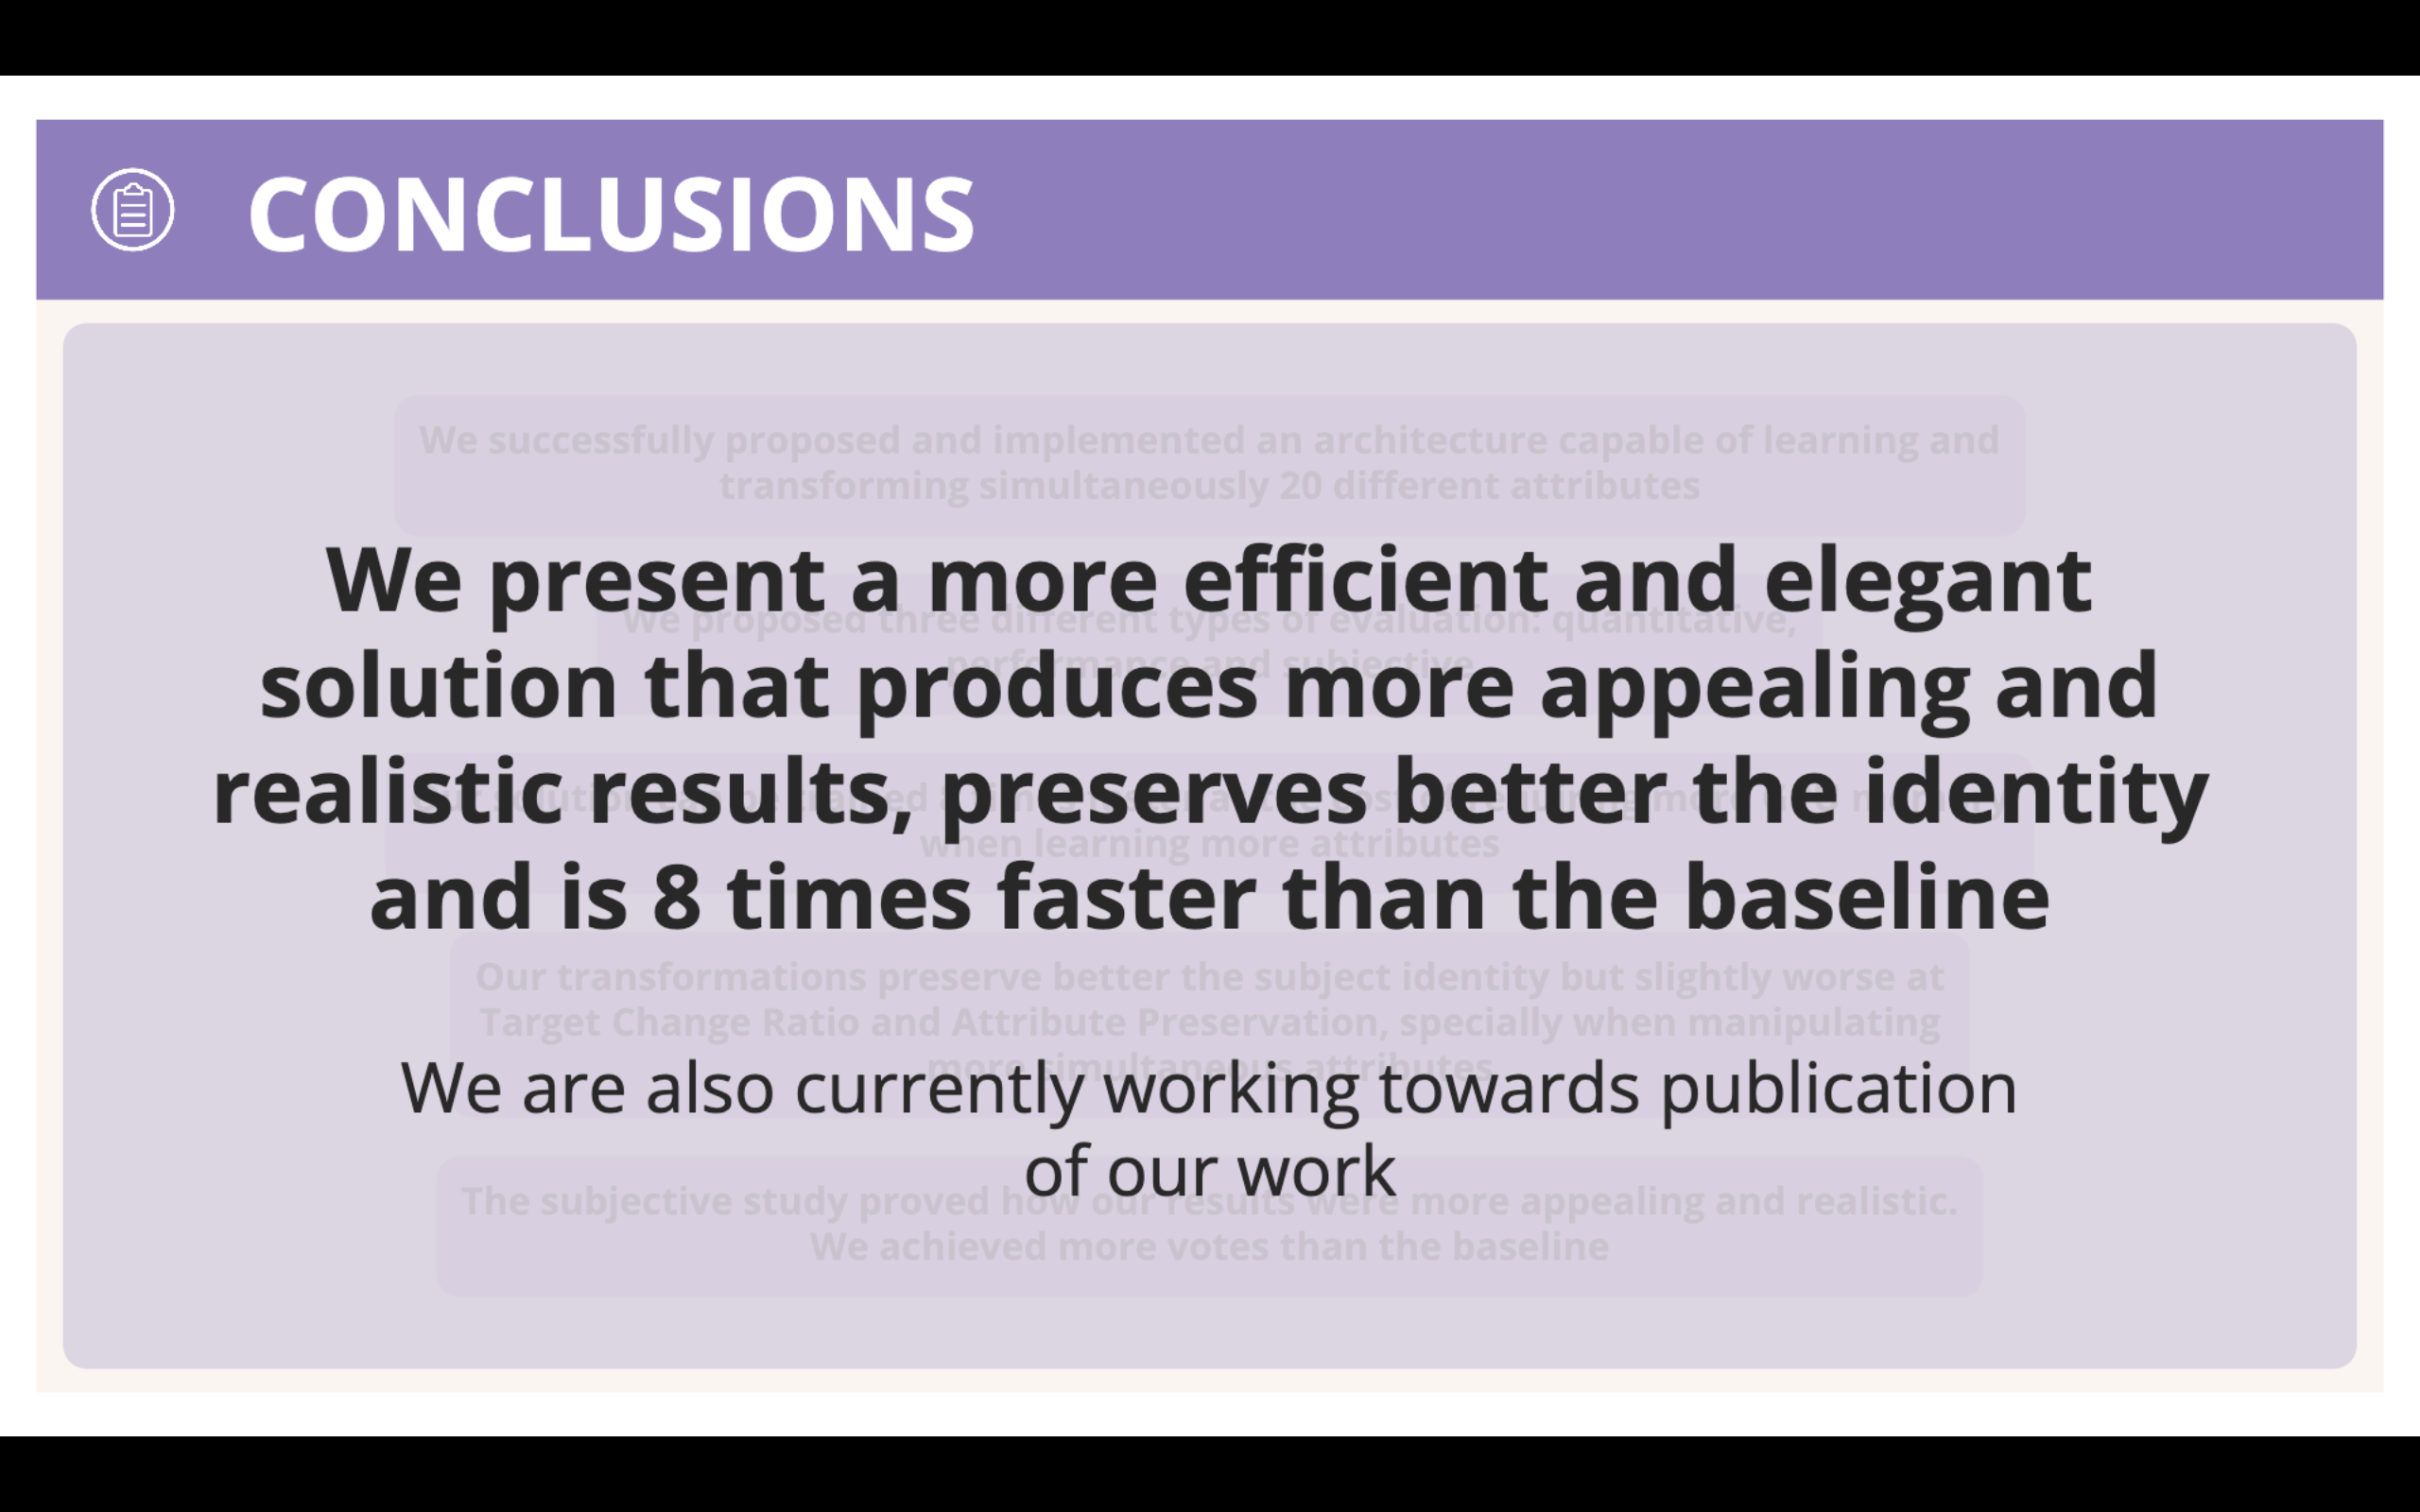 CONCLUSIONS
We successfully proposed and implemented an architecture capable of learning and
transforming simultaneously 20 different attributes
We present a more efficient and elegant
We proposed three different types of evaluation: quantitative,
performance and subjective
solution that produces more appealing and
realistic results, preserves better the identity
when learning more attributes
and is 8 times faster than the baseline
Our transformations preserve better the subject identity but slightly worse at
Target Change Ratio and Attribute Preservation, specially when manipulating
more simultaneous attributes
We are also currently working towards publication
of our work
The subjective study proved how our results were more appealing and realistic.
We achieved more votes than the baseline